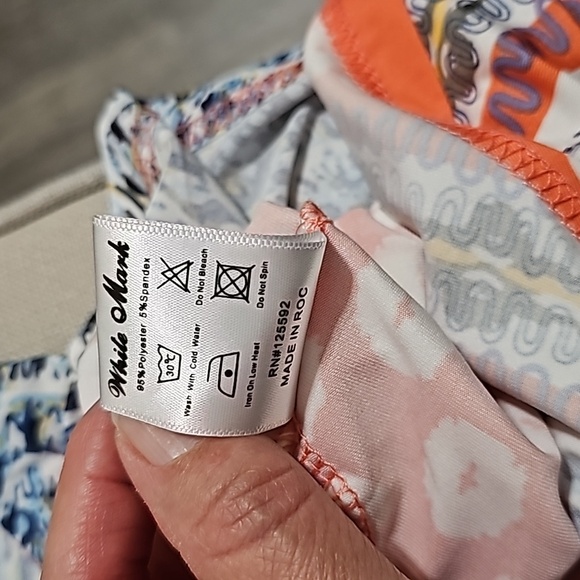 While Mark
95%Polyester 5%Spandex
Do Not Bleach
Do Not Spin
30°C
Wash With Cold Water
Iron On Low Heat
RN#125592
MADE IN ROC